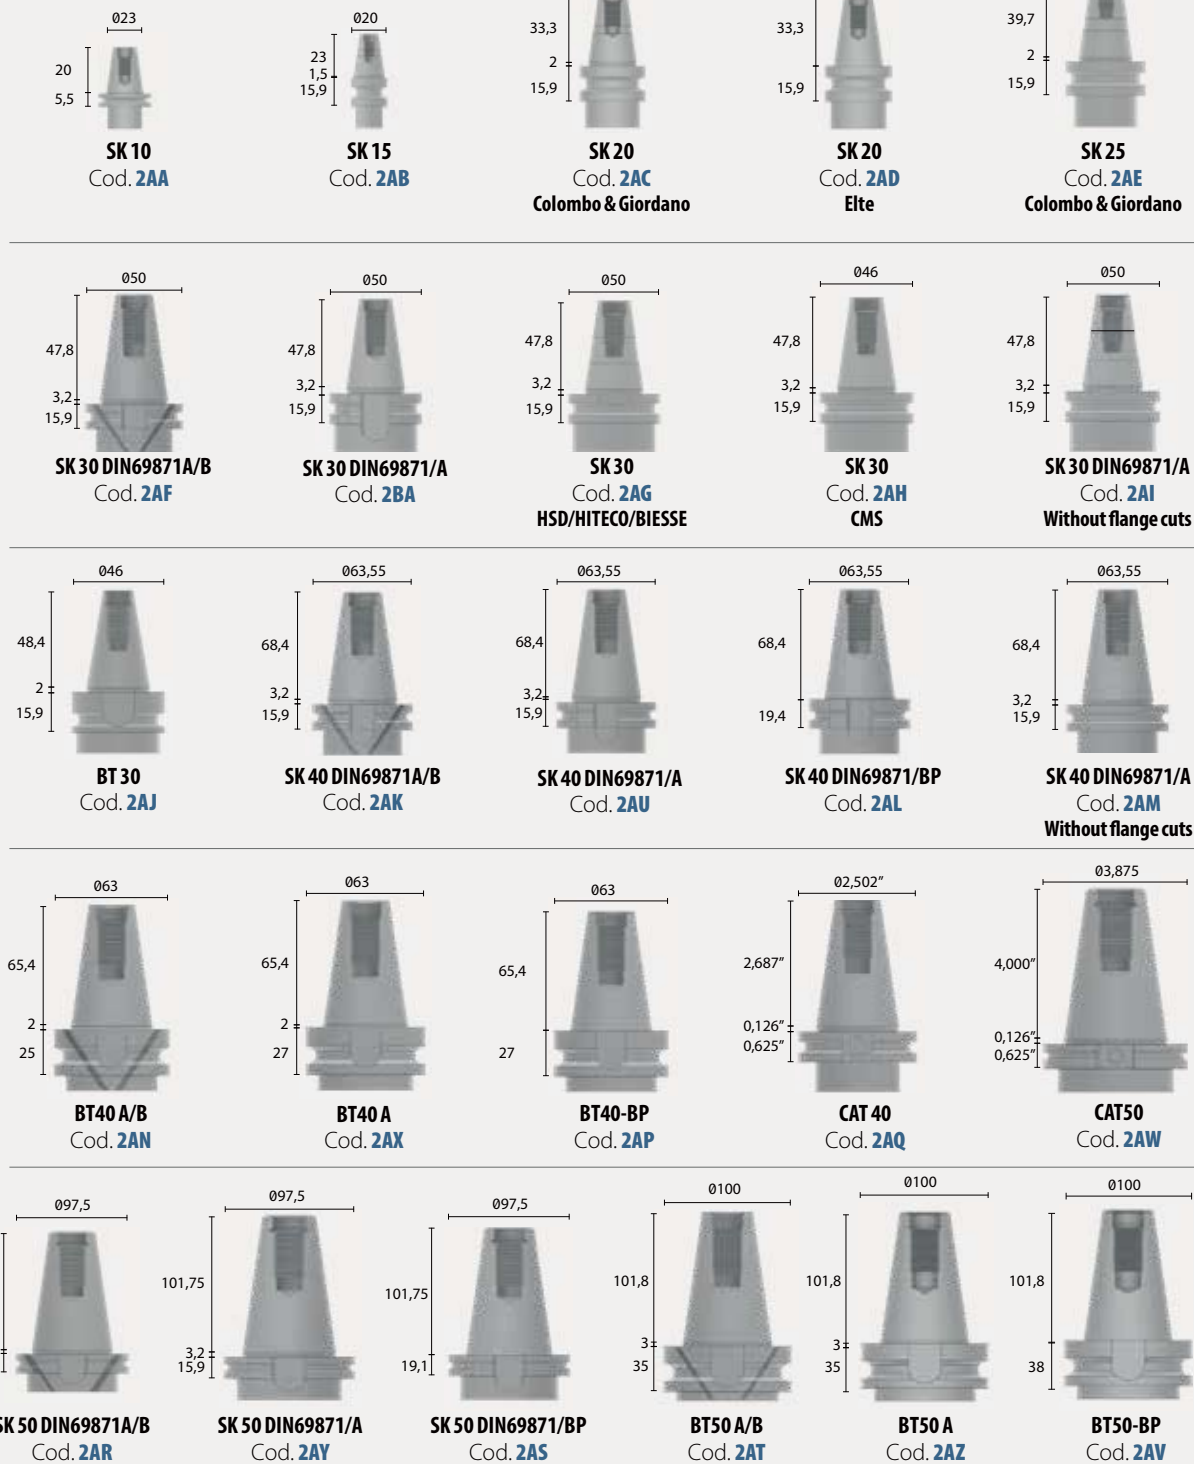 Ø23
20
5,5
SK 10
Cod. 2AA
Ø20
23
1,5
15,9
SK 15
Cod. 2AB
33,3
2
15,9
SK 20
Cod. 2AC
Colombo & Giordano
33,3
15,9
SK 20
Cod. 2AD
Elte
39,7
2
15,9
SK 25
Cod. 2AE
Colombo & Giordano
Ø50
47,8
3,2
15,9
SK 30 DIN69871A/B
Cod. 2AF
Ø50
47,8
3,2
15,9
SK 30 DIN69871/A
Cod. 2BA
Ø50
47,8
3,2
15,9
SK 30
Cod. 2AG
HSD/HITECO/BIESSE
Ø46
47,8
3,2
15,9
SK 30
Cod. 2AH
CMS
Ø50
47,8
3,2
15,9
SK 30 DIN69871/A
Cod. 2AI
Without flange cuts
Ø46
48,4
2
15,9
BT 30
Cod. 2AJ
Ø63,55
68,4
3,2
15,9
SK 40 DIN69871A/B
Cod. 2AK
Ø63,55
68,4
3,2
15,9
SK 40 DIN69871/A
Cod. 2AU
Ø63,55
68,4
19,4
SK 40 DIN69871/BP
Cod. 2AL
Ø63,55
68,4
3,2
15,9
SK 40 DIN69871/A
Cod. 2AM
Without flange cuts
Ø63
65,4
2
25
BT40 A/B
Cod. 2AN
Ø63
65,4
2
27
BT40 A
Cod. 2AX
Ø63
65,4
27
BT40-BP
Cod. 2AP
Ø2,502”
2,687”
0,126”
0,625”
CAT 40
Cod. 2AQ
Ø3,875
4,000”
0,126”
0,625”
CAT50
Cod. 2AW
Ø97,5
SK 50 DIN69871A/B
Cod. 2AR
Ø97,5
101,75
3,2
15,9
SK 50 DIN69871/A
Cod. 2AY
Ø97,5
101,75
19,1
SK 50 DIN69871/BP
Cod. 2AS
Ø100
101,8
3
35
BT50 A/B
Cod. 2AT
Ø100
101,8
3
35
BT50 A
Cod. 2AZ
Ø100
101,8
38
BT50-BP
Cod. 2AV